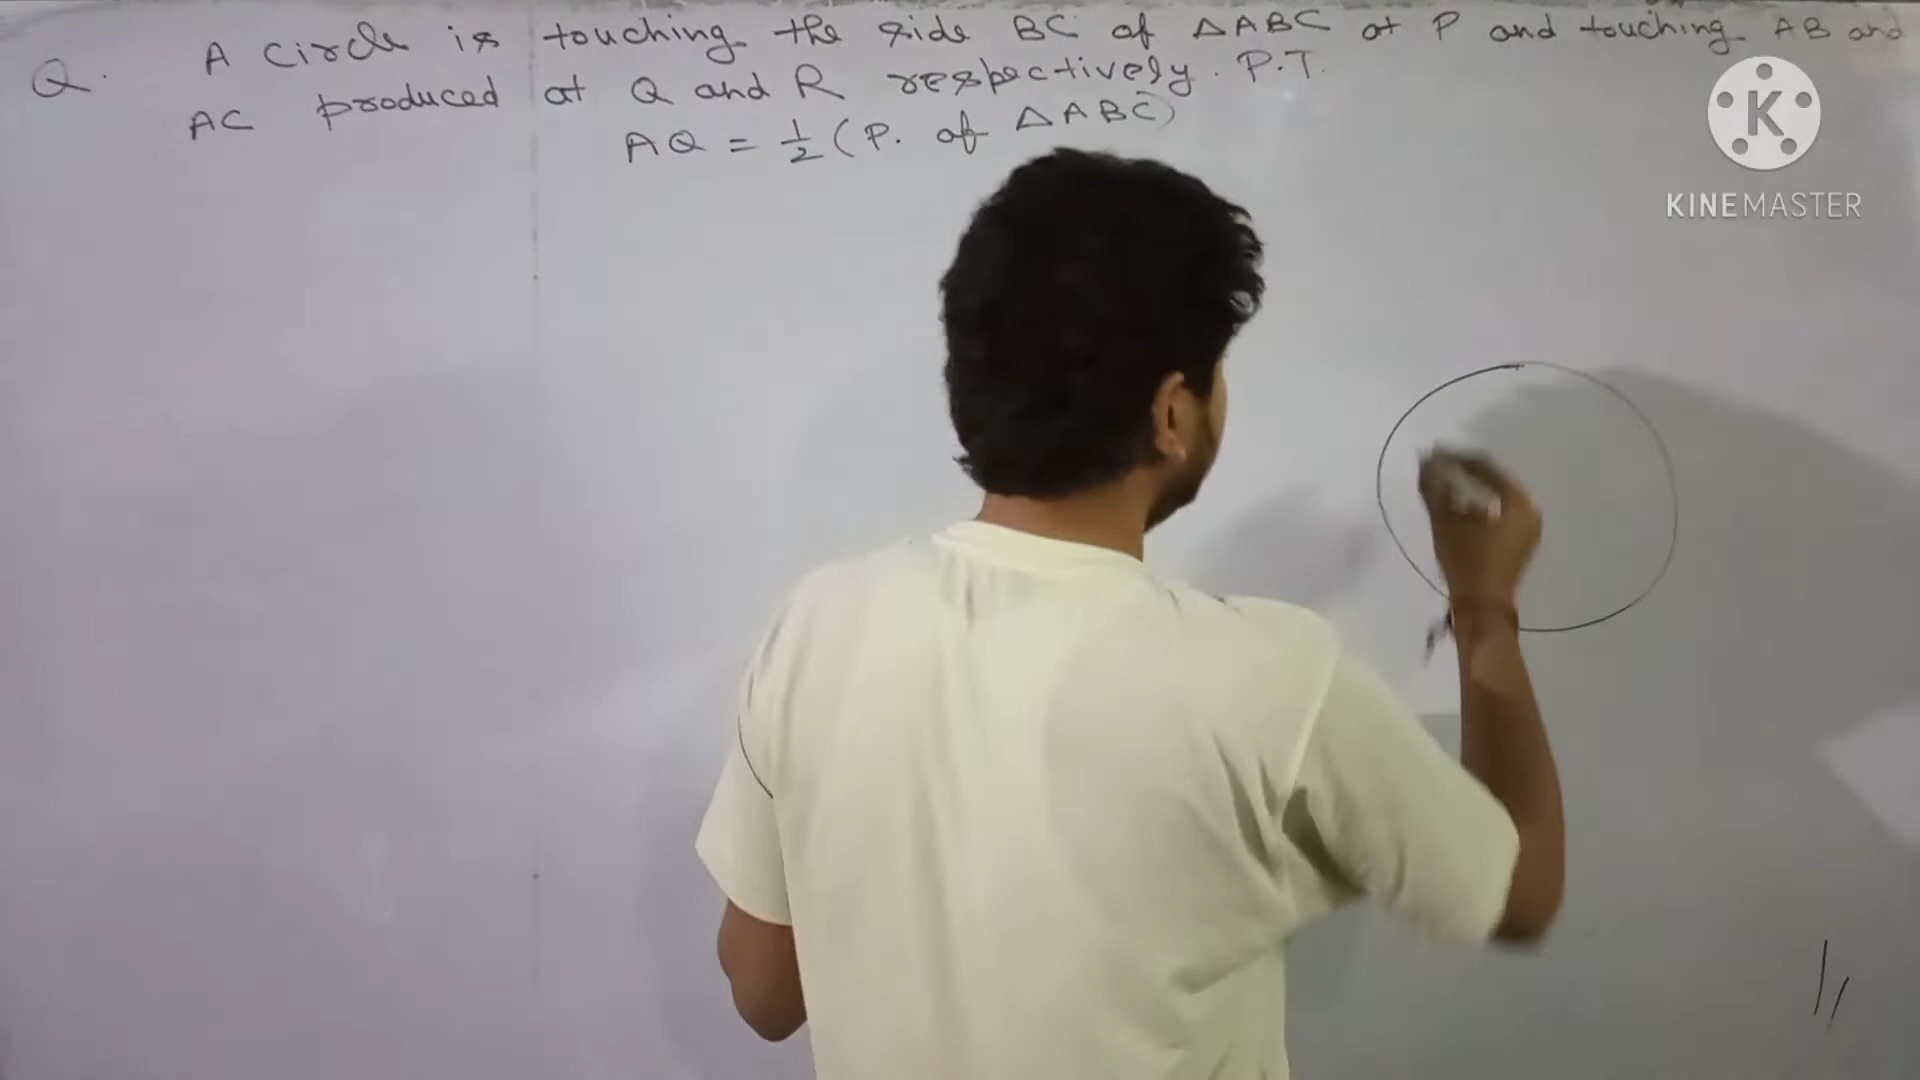 Q. A circle is touching the side BC of △ABC at P and touching AB and
AC produced at Q and R respectively. P.T.
AQ = 1/2 (P. of △ABC)
K
KINEMASTER